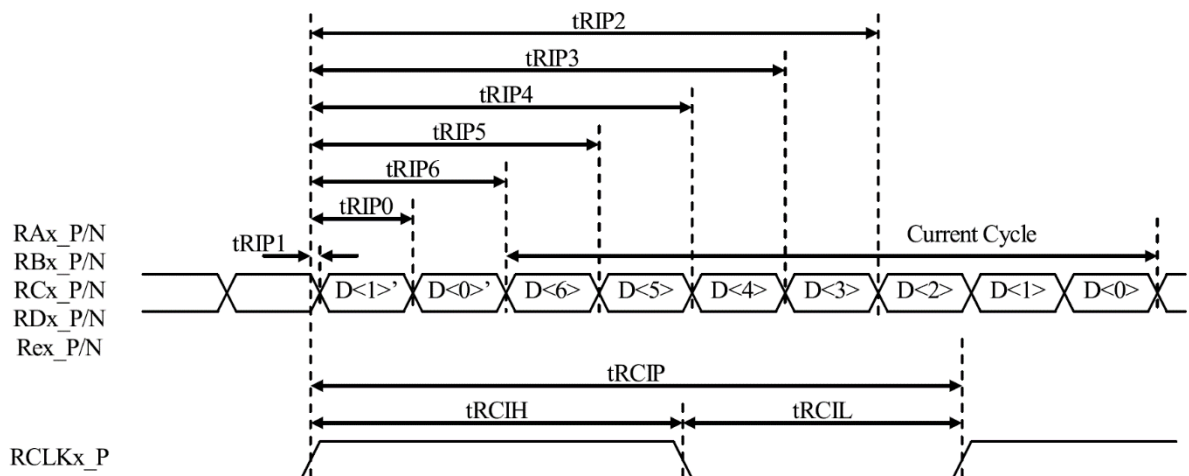 tRIP2
tRIP3
tRIP4
tRIP5
tRIP6
tRIP0
RAx_P/N
tRIP1
Current Cycle
RBx_P/N
RCx_P/N
D<1>’ D<0>’ D<6> D<5> D<4> D<3> D<2> D<1> D<0>
RDx_P/N
Rex_P/N
tRCIP
tRCIH tRCIL
RCLKx_P